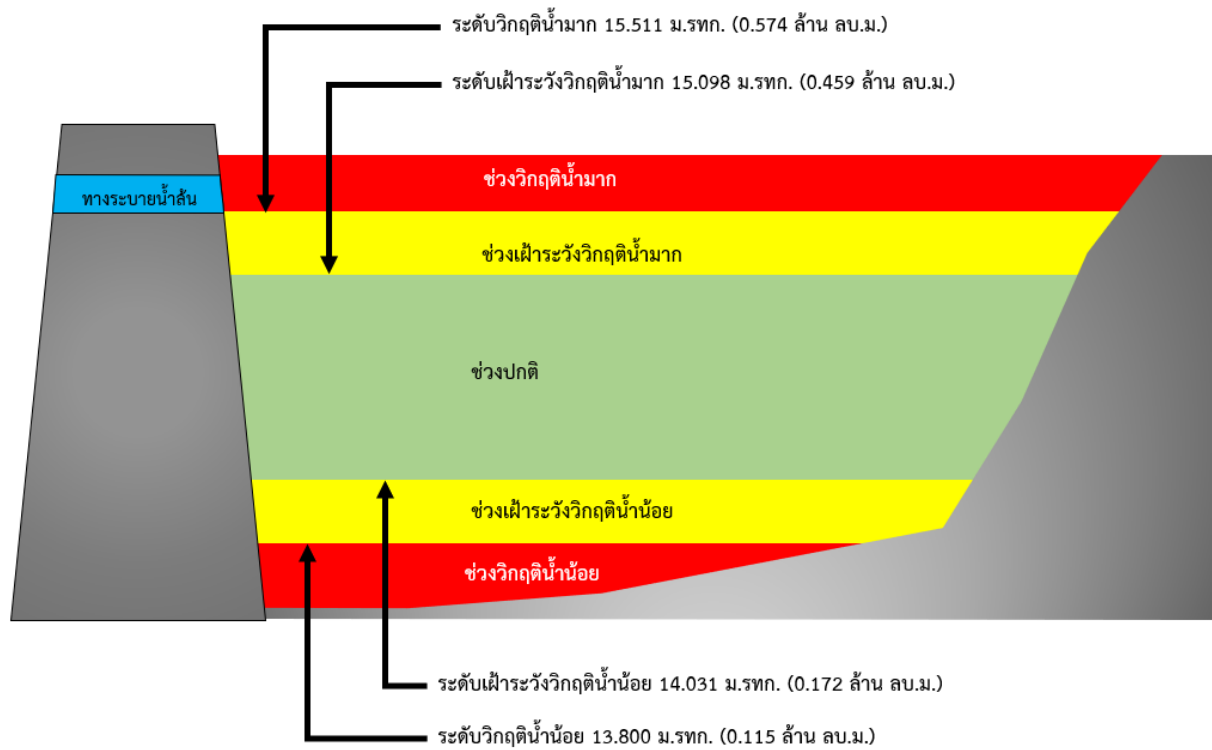 ระดับวิกฤติน้ำมาก 15.511 ม.รทก. (0.574 ล้าน ลบ.ม.)
ระดับเฝ้าระวังวิกฤติน้ำมาก 15.098 ม.รทก. (0.459 ล้าน ลบ.ม.)
ช่วงวิกฤติน้ำมาก
ทางระบายน้ำล้น
ช่วงเฝ้าระวังวิกฤติน้ำมาก
ช่วงปกติ
ช่วงเฝ้าระวังวิกฤติน้ำน้อย
ช่วงวิกฤติน้ำน้อย
ระดับเฝ้าระวังวิกฤติน้ำน้อย 14.031 ม.รทก. (0.172 ล้าน ลบ.ม.)
ระดับวิกฤติน้ำน้อย 13.800 ม.รทก. (0.115 ล้าน ลบ.ม.)